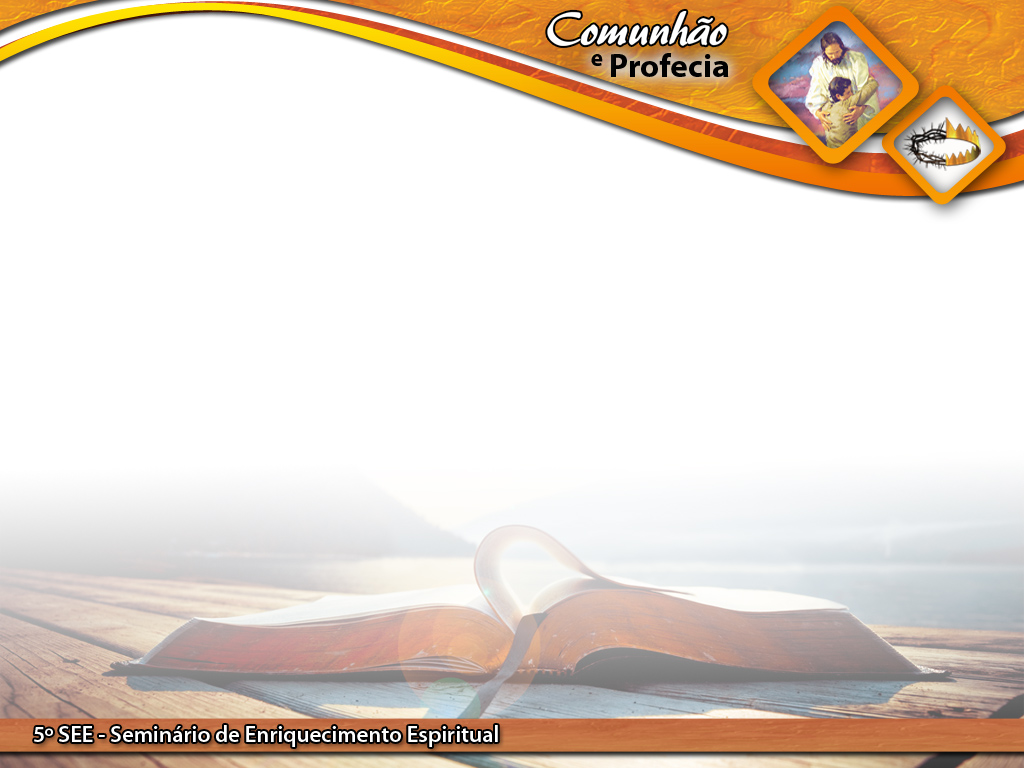 Comunhão
e Profecia
5º SEE - Seminário de Enriquecimento Espiritual